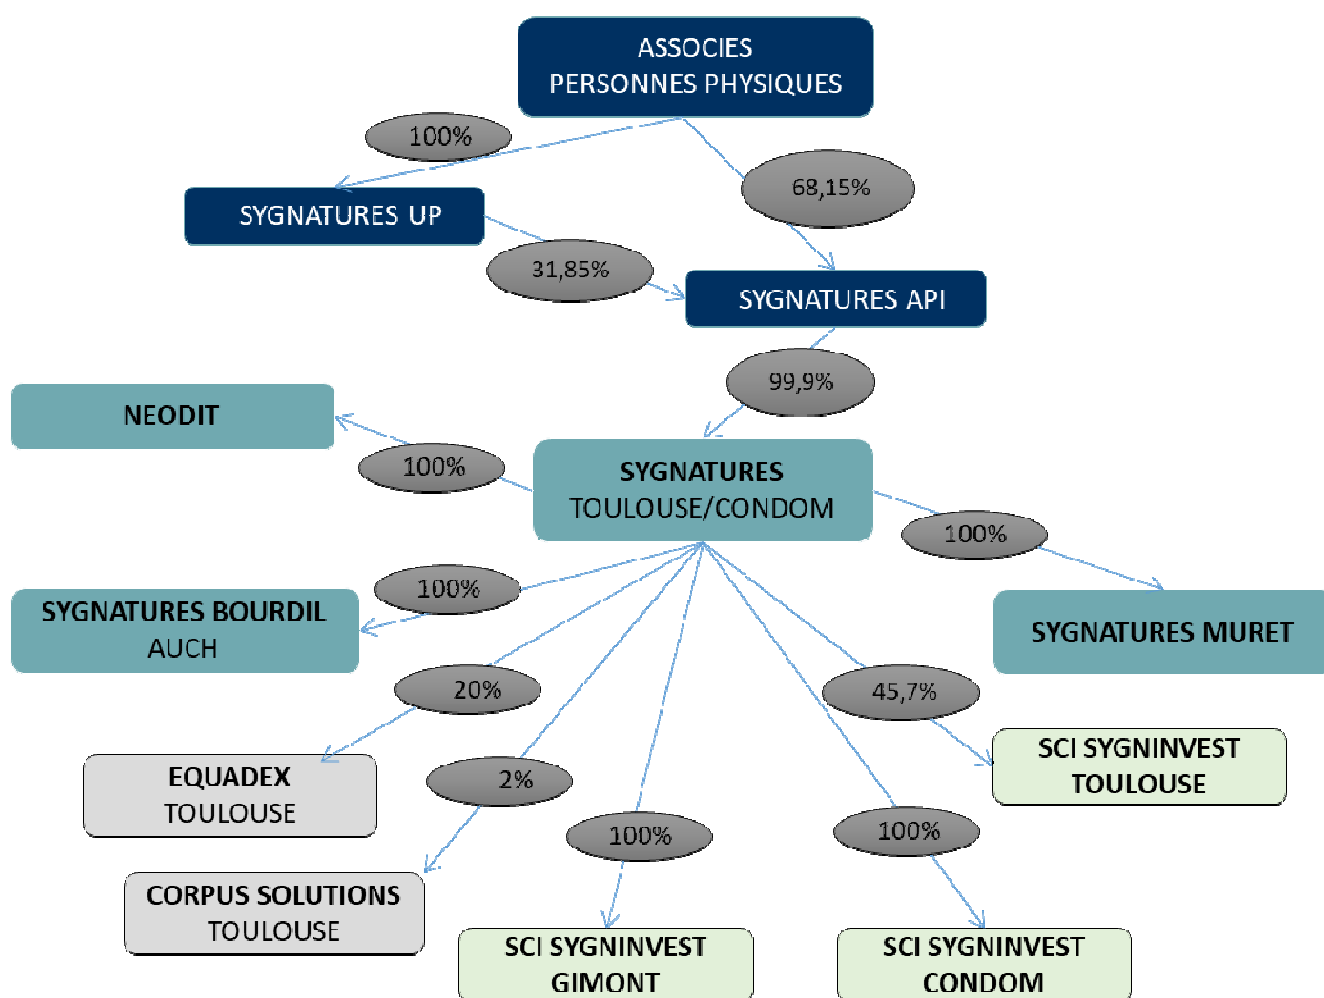 ASSOCIES
PERSONNES PHYSIQUES
100%
68,15%
SYGNATURES UP
31,85%
SYGNATURES API
99,9%
NEODIT
100%
SYGNATURES
TOULOUSE/CONDOM
100%
100%
SYGNATURES BOURDIL
AUCH
SYGNATURES MURET
20%
45,7%
SCI SYGNINVEST
TOULOUSE
EQUADEX
TOULOUSE
2%
100%
100%
CORPUS SOLUTIONS
TOULOUSE
SCI SYGNINVEST
GIMONT
SCI SYGNINVEST
CONDOM